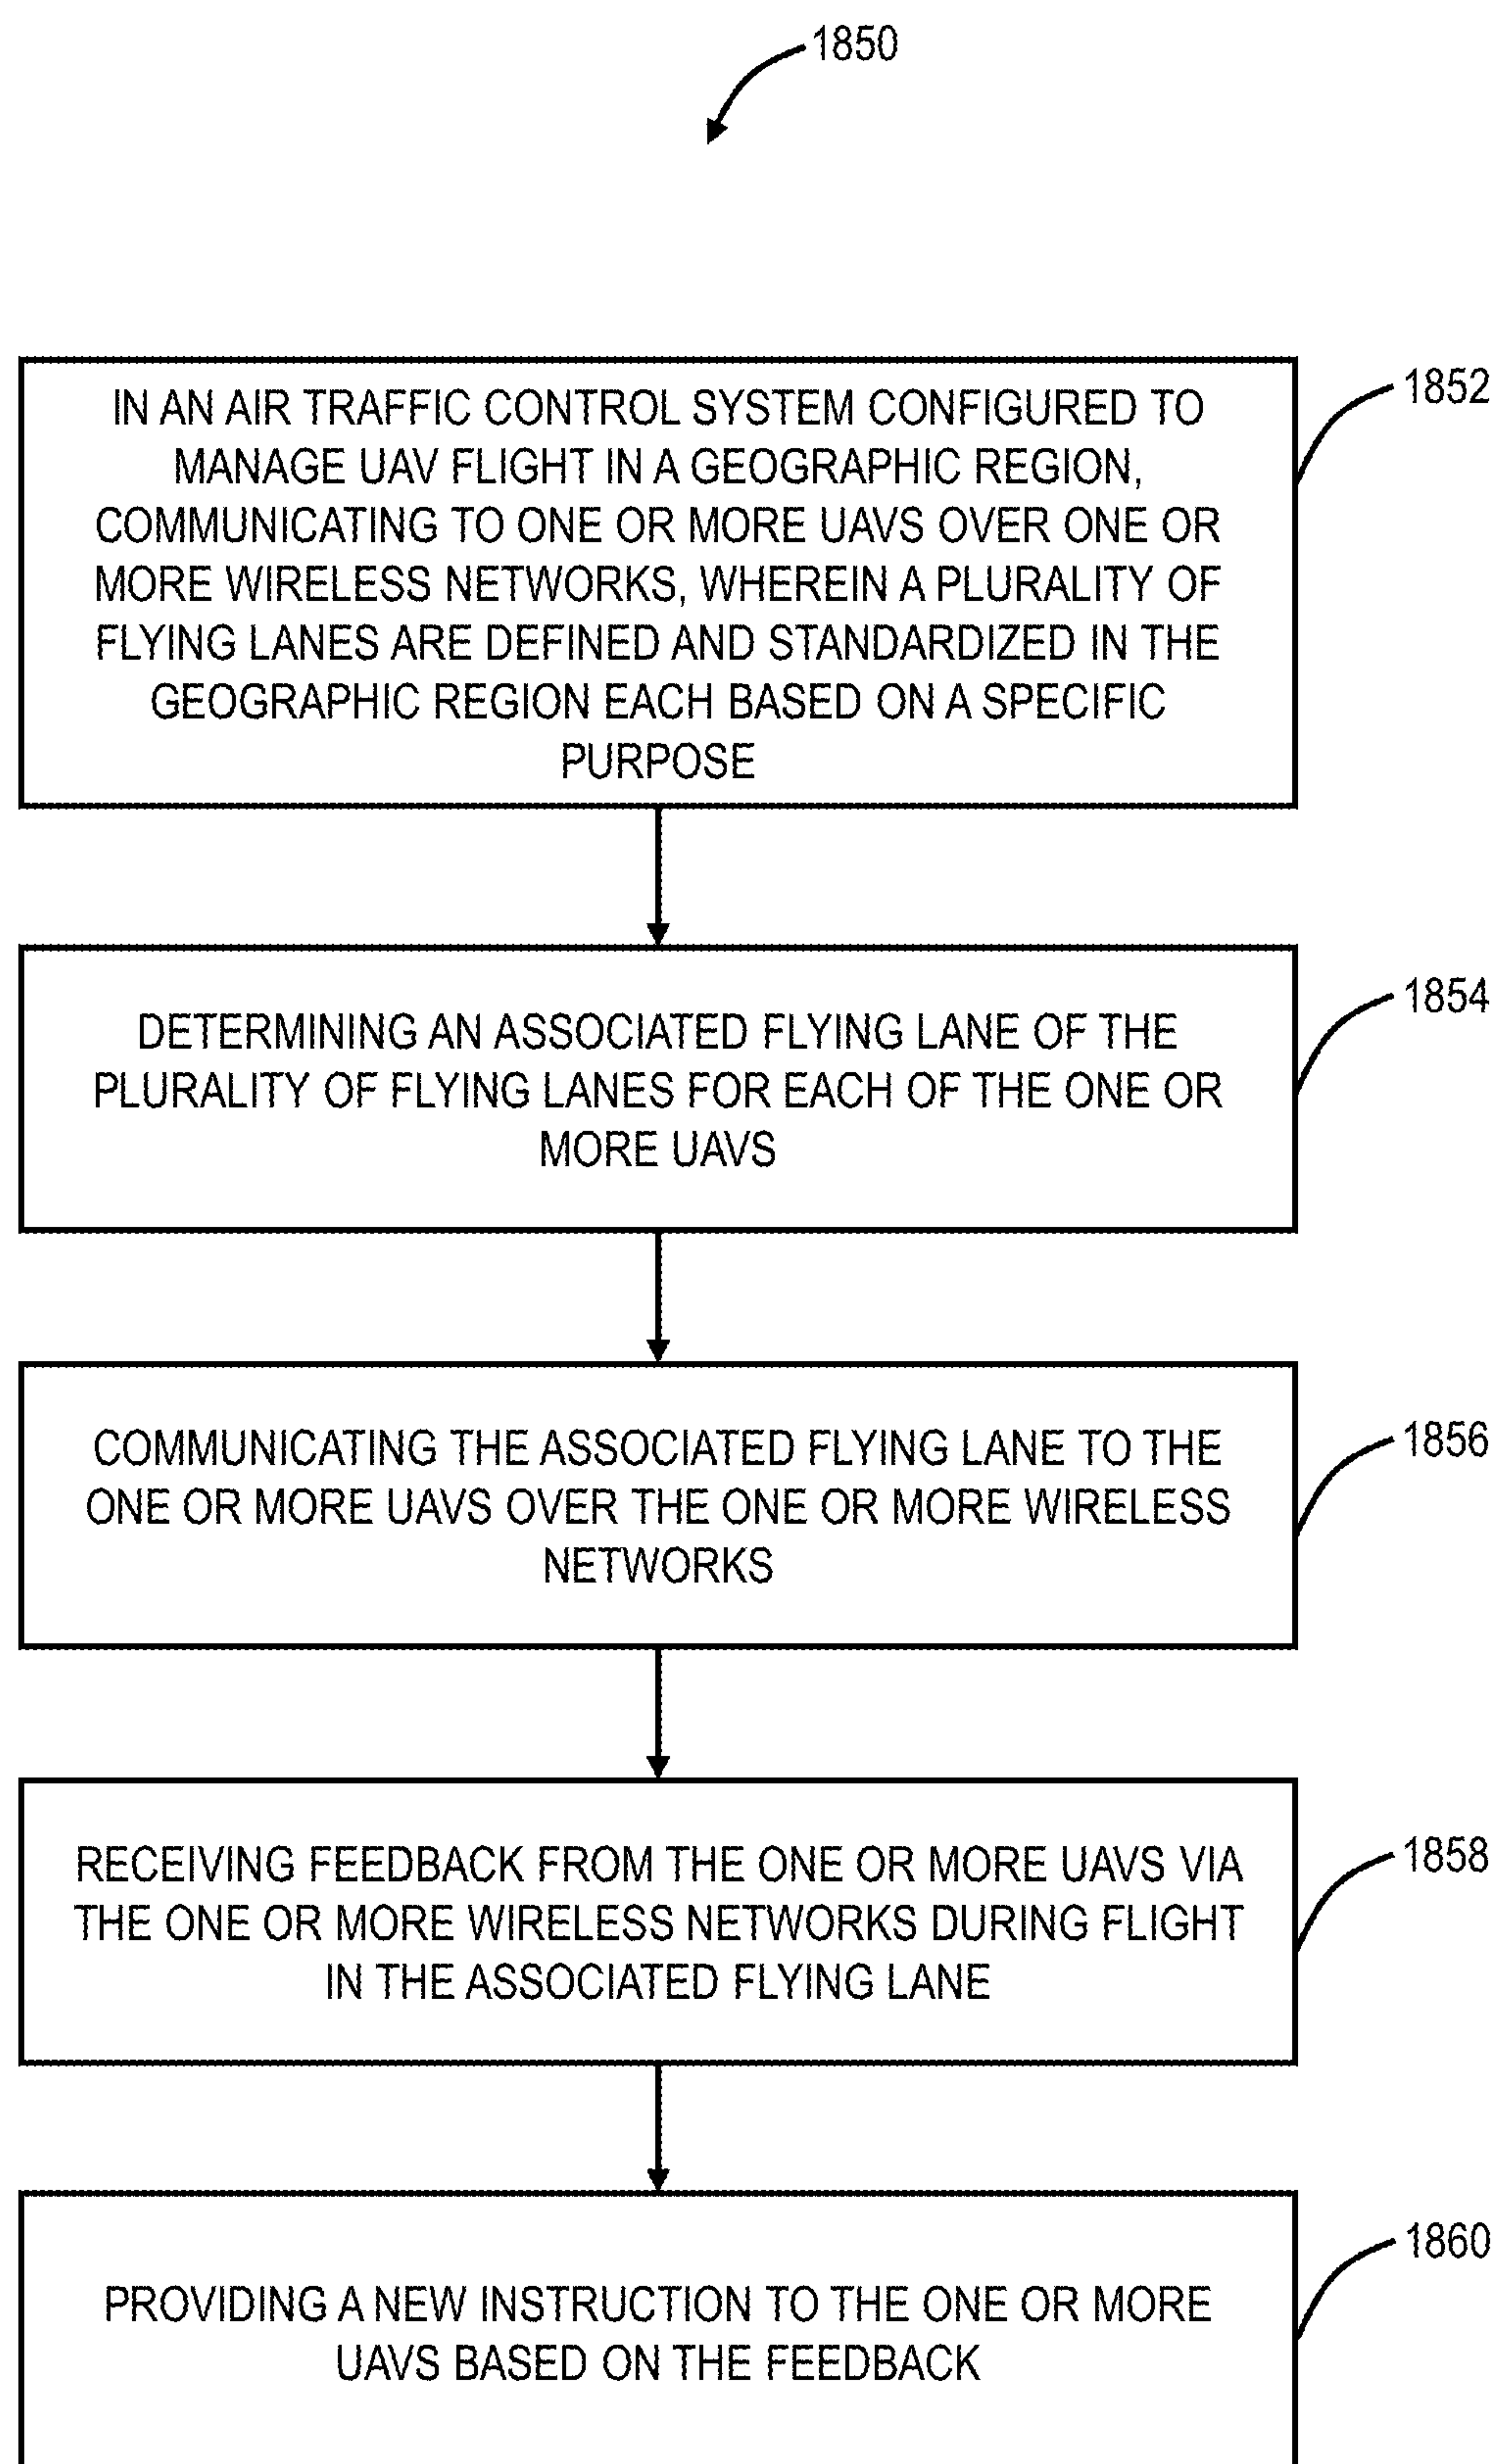 1850
IN AN AIR TRAFFIC CONTROL SYSTEM CONFIGURED TO
MANAGE UAV FLIGHT IN A GEOGRAPHIC REGION,
COMMUNICATING TO ONE OR MORE UAVS OVER ONE OR
MORE WIRELESS NETWORKS, WHEREIN A PLURALITY OF
FLYING LANES ARE DEFINED AND STANDARDIZED IN THE
GEOGRAPHIC REGION EACH BASED ON A SPECIFIC
PURPOSE
1852
DETERMINING AN ASSOCIATED FLYING LANE OF THE
PLURALITY OF FLYING LANES FOR EACH OF THE ONE OR
MORE UAVS
1854
COMMUNICATING THE ASSOCIATED FLYING LANE TO THE
ONE OR MORE UAVS OVER THE ONE OR MORE WIRELESS
NETWORKS
1856
RECEIVING FEEDBACK FROM THE ONE OR MORE UAVS VIA
THE ONE OR MORE WIRELESS NETWORKS DURING FLIGHT
IN THE ASSOCIATED FLYING LANE
1858
PROVIDING A NEW INSTRUCTION TO THE ONE OR MORE
UAVS BASED ON THE FEEDBACK
1860